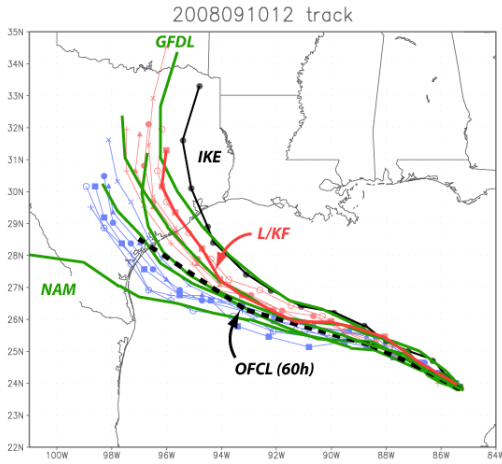 2008091012 track
35N
GFDL
34N
33N
32N
IKE
31N
30N
L/KF
29N
28N
NAM
27N
26N
OFCL (60h)
25N
24N
23N
22N
100W 98W 96W 94W 92W 90W 88W 86W 84W